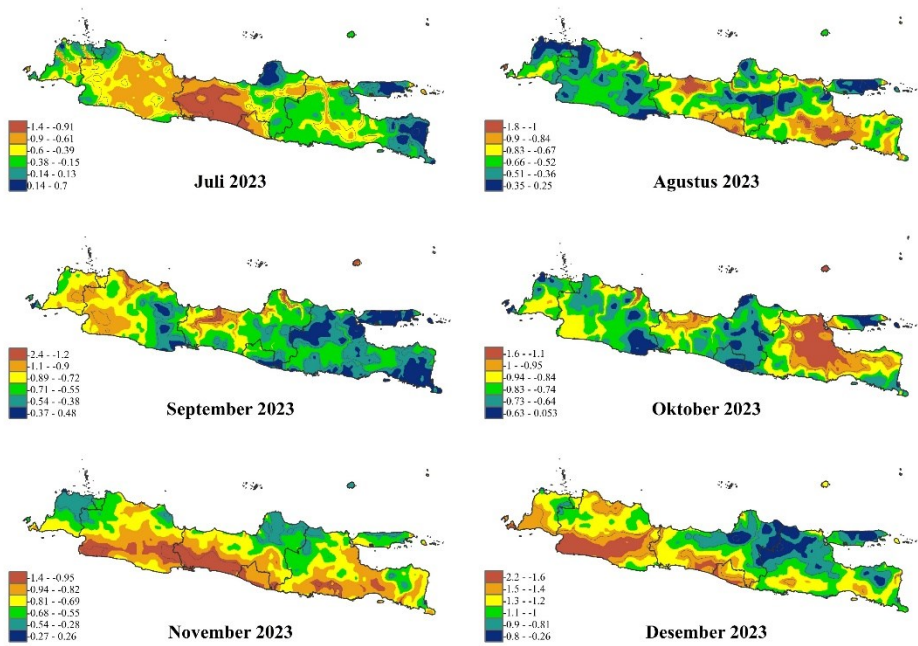 -1.4 - -0.91
-0.9 - -0.61
-0.6 - -0.39
-0.38 - -0.15
-0.14 - 0.13
0.14 - 0.7
Juli 2023
-1.8 - -1
-0.9 - -0.84
-0.83 - -0.67
-0.66 - -0.52
-0.51 - -0.36
-0.35 - 0.25
Agustus 2023
-2.4 - -1.2
-1.1 - -0.9
-0.89 - -0.72
-0.71 - -0.55
-0.54 - -0.38
-0.37 - 0.48
September 2023
-1.6 - -1.1
-1 - -0.95
-0.94 - -0.84
-0.83 - -0.74
-0.73 - -0.64
-0.63 - 0.053
Oktober 2023
-1.4 - -0.95
-0.94 - -0.82
-0.81 - -0.69
-0.68 - -0.55
-0.54 - -0.28
-0.27 - 0.26
November 2023
-2.2 - -1.6
-1.5 - -1.4
-1.3 - -1.2
-1.1 - -1
-0.9 - -0.81
-0.8 - -0.26
Desember 2023